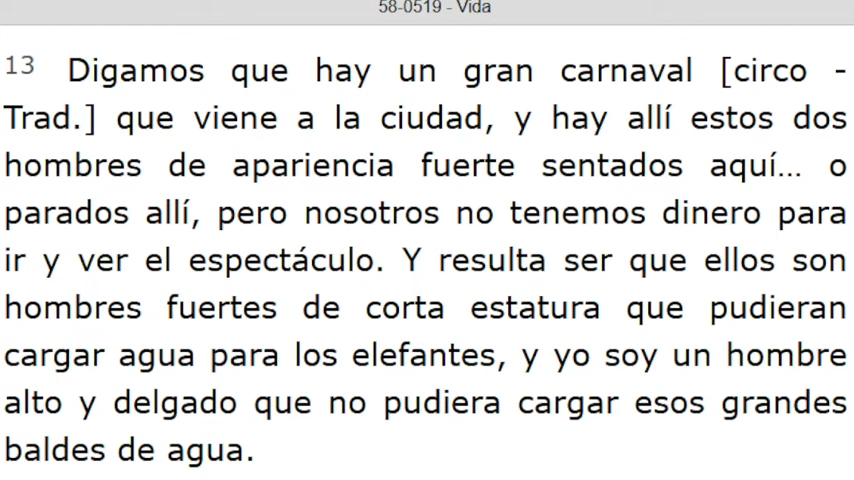 58-0519 - Vida
13 Digamos que hay un gran carnaval [circo -
Trad.] que viene a la ciudad, y hay allí estos dos
hombres de apariencia fuerte sentados aquí... o
parados allí, pero nosotros no tenemos dinero para
ir y ver el espectáculo. Y resulta ser que ellos son
hombres fuertes de corta estatura que pudieran
cargar agua para los elefantes, y yo soy un hombre
alto y delgado que no pudiera cargar esos grandes
baldes de agua.